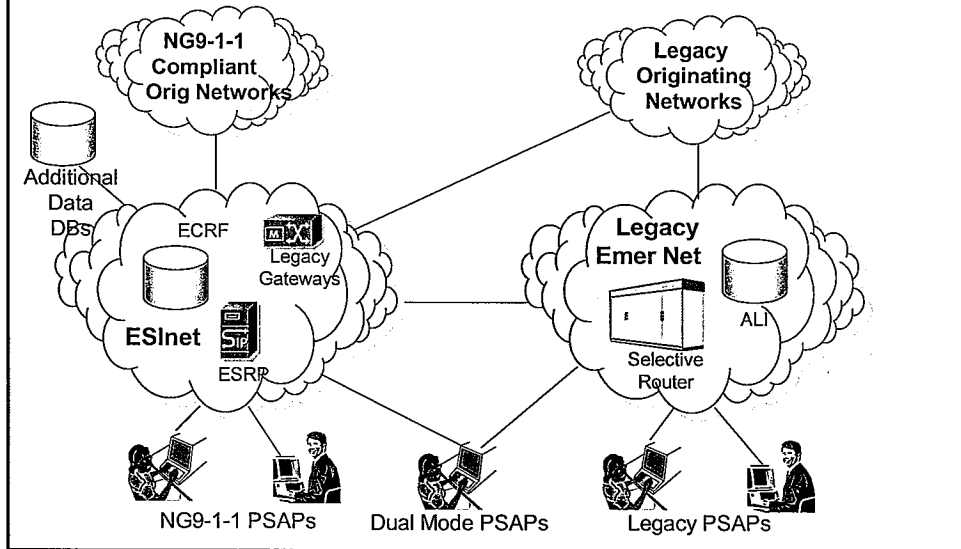 NG9-1-1
Compliant
Orig Networks
Legacy
Originating
Networks
Additional
Data
DBs
ECRF
M
Legacy
Gateways
ESInet
SIP
ESRP
Legacy
Emer Net
ALI
Selective
Router
NG9-1-1 PSAPs
Dual Mode PSAPs
Legacy PSAPs